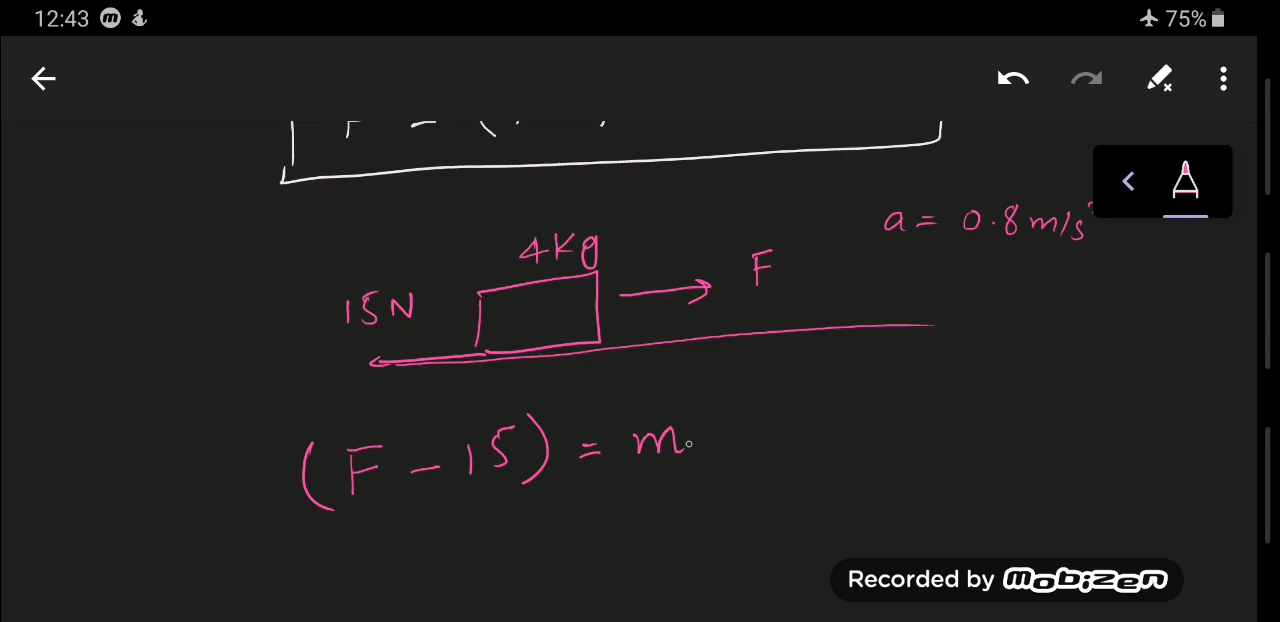 12:43 75%
4Kg
a = 0.8 m/s
15N
F
(F - 15) = m
Recorded by mobizen